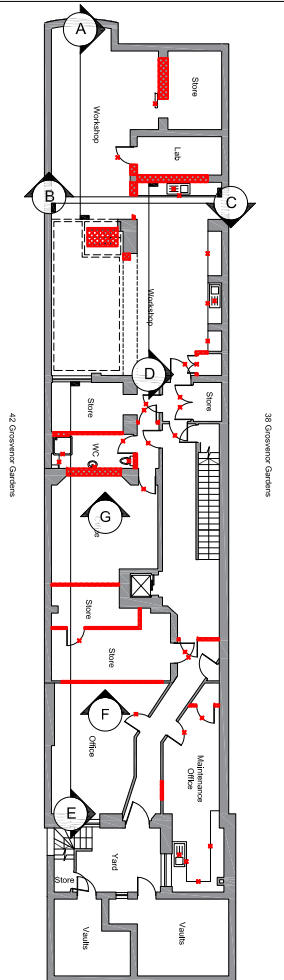 A
Store
Workshop
Lab
B
C
Workshop
D
Store
Store
WC
42 Grosvenor Gardens
38 Grosvenor Gardens
G
Store
Store
F
Office
Maintenance
Office
E
Yard
Store
Vaults
Vaults